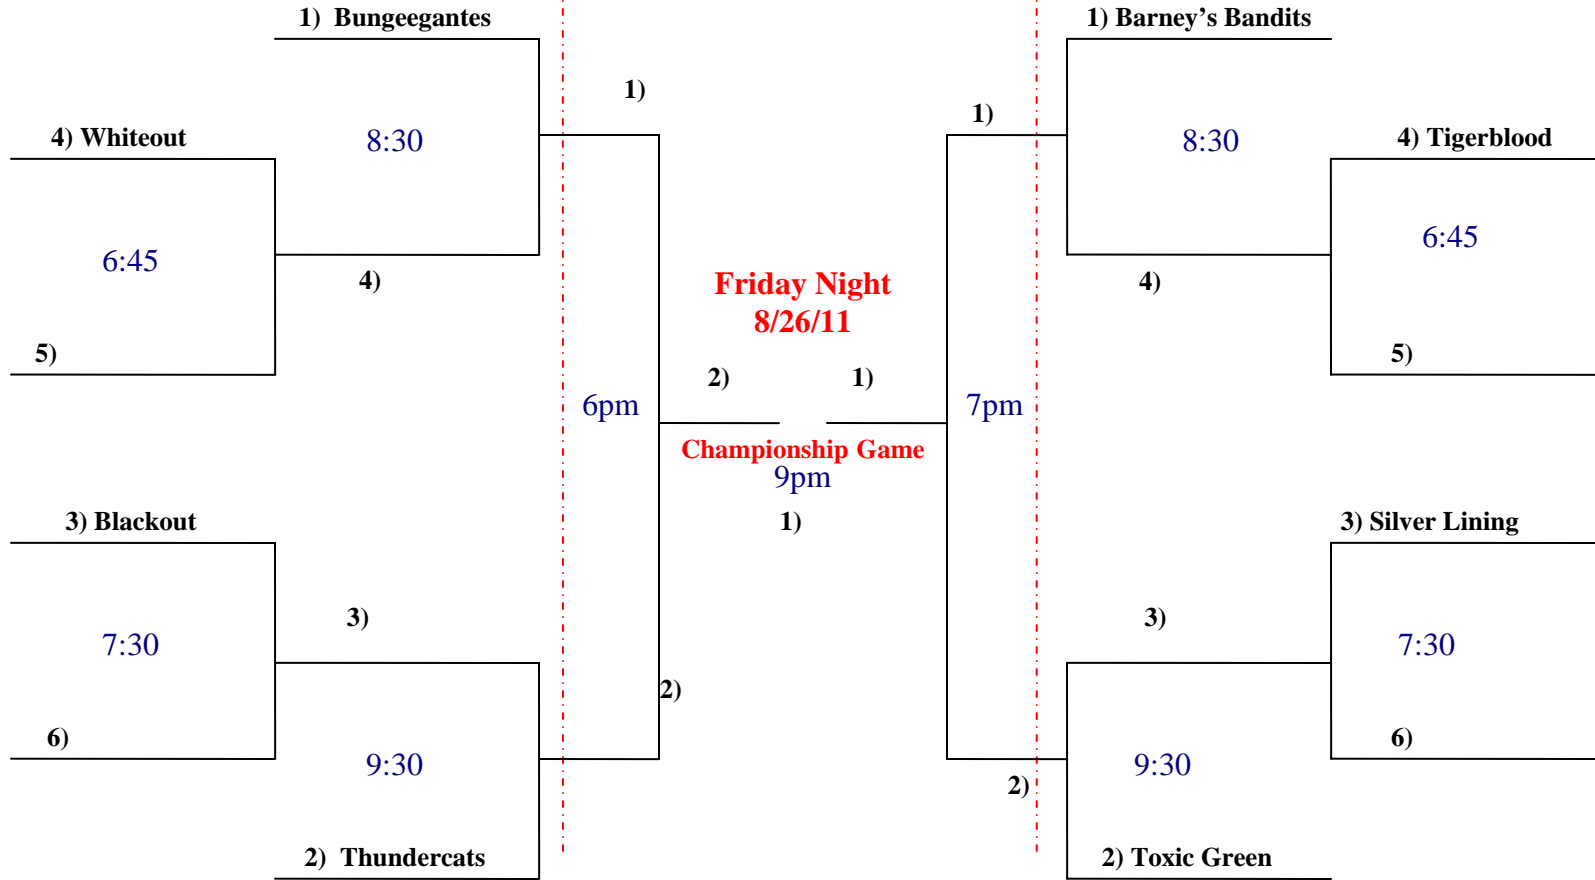 1) Bungeegantes
1) Barney's Bandits
1)
1)
4) Whiteout
8:30
8:30
4) Tigerblood
6:45
6:45
4)
Friday Night
8/26/11
4)
5)
5)
2)
1)
6pm
7pm
Championship Game
9pm
3) Blackout
1)
3) Silver Lining
3)
3)
7:30
7:30
2)
6)
6)
9:30
9:30
2)
2) Thundercats
2) Toxic Green